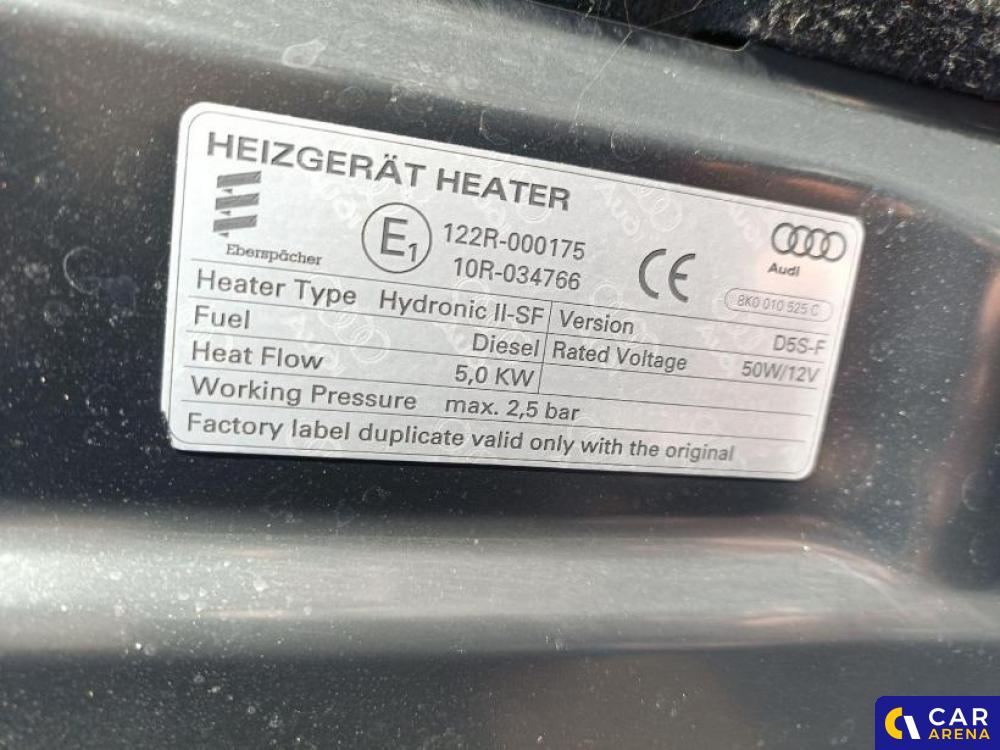 HEIZGERÄT HEATER
Eberspächer
E1
122R-000175
10R-034766
CE
Audi
8K0 010 525 C
Heater Type Hydronic II-SF Version D5S-F
Fuel Diesel Rated Voltage 50W/12V
Heat Flow 5,0 KW
Working Pressure max. 2,5 bar
Factory label duplicate valid only with the original
CAR
ARENA